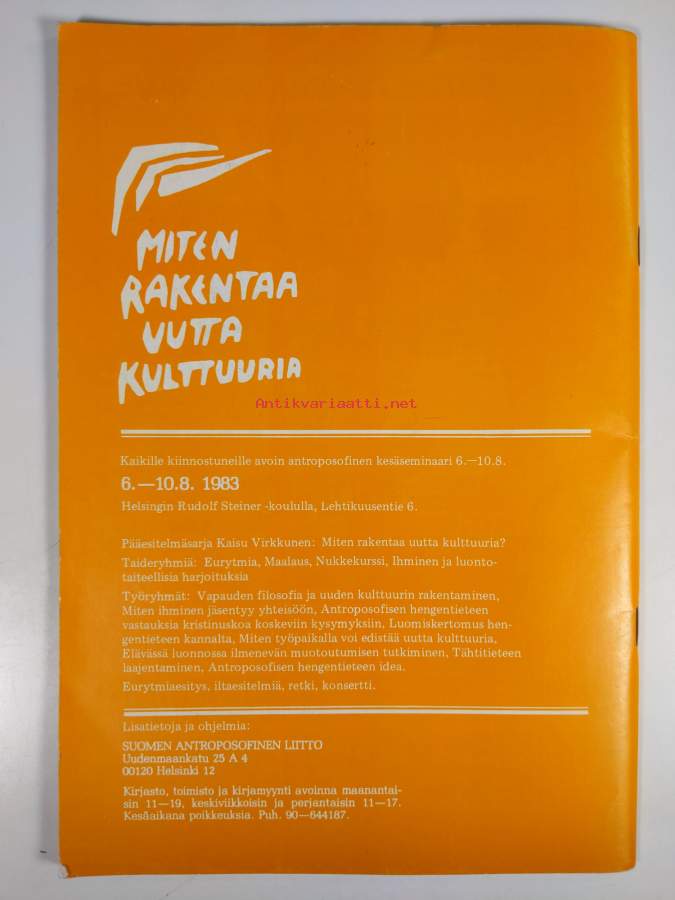 MITEN
RAKENTAA
UUTTA
KULTTUURIA
Antikvariaatti.net
Kaikille kiinnostuneille avoin antroposofinen kesäseminaari 6.—10.8.
6.—10.8. 1983
Helsingin Rudolf Steiner -koululla, Lehtikuusentie 6.
Pääesitelmäsarja Kaisu Virkkunen: Miten rakentaa uutta kulttuuria?
Taideryhmiä: Eurytmia, Maalaus, Nukkekurssi, Ihminen ja luonto-
taiteellisia harjoituksia
Työryhmät: Vapauden filosofia ja uuden kulttuurin rakentaminen,
Miten ihminen jäsentyy yhteisöön, Antroposofisen hengentieteen
vastauksia kristinuskoa koskeviin kysymyksiin, Luomiskertomus hen-
gentieteen kannalta, Miten työpaikalla voi edistää uutta kulttuuria,
Elävässä luonnossa ilmenevän muotoutumisen tutkiminen, Tähtitieteen
laajentaminen, Antroposofisen hengentieteen idea.
Eurytmiaesitys, iltaesitelmiä, retki, konsertti.
Lisätietoja ja ohjelmia:
SUOMEN ANTROPOSOFINEN LIITTO
Uudenmaankatu 25 A 4
00120 Helsinki 12
Kirjasto, toimisto ja kirjamyynti avoinna maanantai-
sin 11—19, keskiviikkoisin ja perjantaisin 11—17.
Kesäaikana poikkeuksia. Puh. 90—644187.